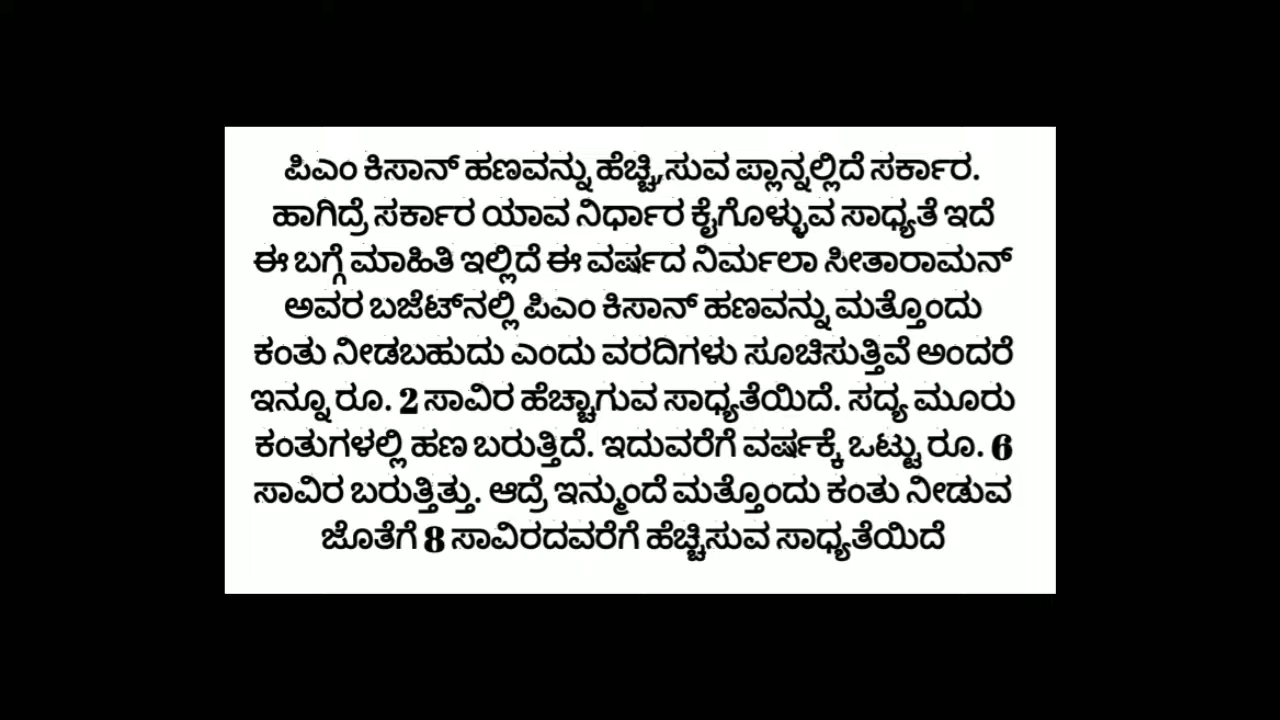 ಪಿಎಂ ಕಿಸಾನ್ ಹಣವನ್ನು ಹೆಚ್ಚಿ,ಸುವ ಪ್ಲಾನ್ನಲ್ಲಿದೆ ಸರ್ಕಾರ.
ಹಾಗಿದ್ರೆ ಸರ್ಕಾರ ಯಾವ ನಿರ್ಧಾರ ಕೈಗೊಳ್ಳುವ ಸಾಧ್ಯತೆ ಇದೆ
ಈ ಬಗ್ಗೆ ಮಾಹಿತಿ ಇಲ್ಲಿದೆ ಈ ವರ್ಷದ ನಿರ್ಮಲಾ ಸೀತಾರಾಮನ್
ಅವರ ಬಜೆಟ್‌ನಲ್ಲಿ ಪಿಎಂ ಕಿಸಾನ್ ಹಣವನ್ನು ಮತ್ತೊಂದು
ಕಂತು ನೀಡಬಹುದು ಎಂದು ವರದಿಗಳು ಸೂಚಿಸುತ್ತಿವೆ ಅಂದರೆ
ಇನ್ನೂ ರೂ. 2 ಸಾವಿರ ಹೆಚ್ಚಾಗುವ ಸಾಧ್ಯತೆಯಿದೆ. ಸದ್ಯ ಮೂರು
ಕಂತುಗಳಲ್ಲಿ ಹಣ ಬರುತ್ತಿದೆ. ಇದುವರೆಗೆ ವರ್ಷಕ್ಕೆ ಒಟ್ಟು ರೂ. 6
ಸಾವಿರ ಬರುತ್ತಿತ್ತು. ಆದ್ರೆ ಇನ್ಮುಂದೆ ಮತ್ತೊಂದು ಕಂತು ನೀಡುವ
ಜೊತೆಗೆ 8 ಸಾವಿರದವರೆಗೆ ಹೆಚ್ಚಿಸುವ ಸಾಧ್ಯತೆಯಿದೆ